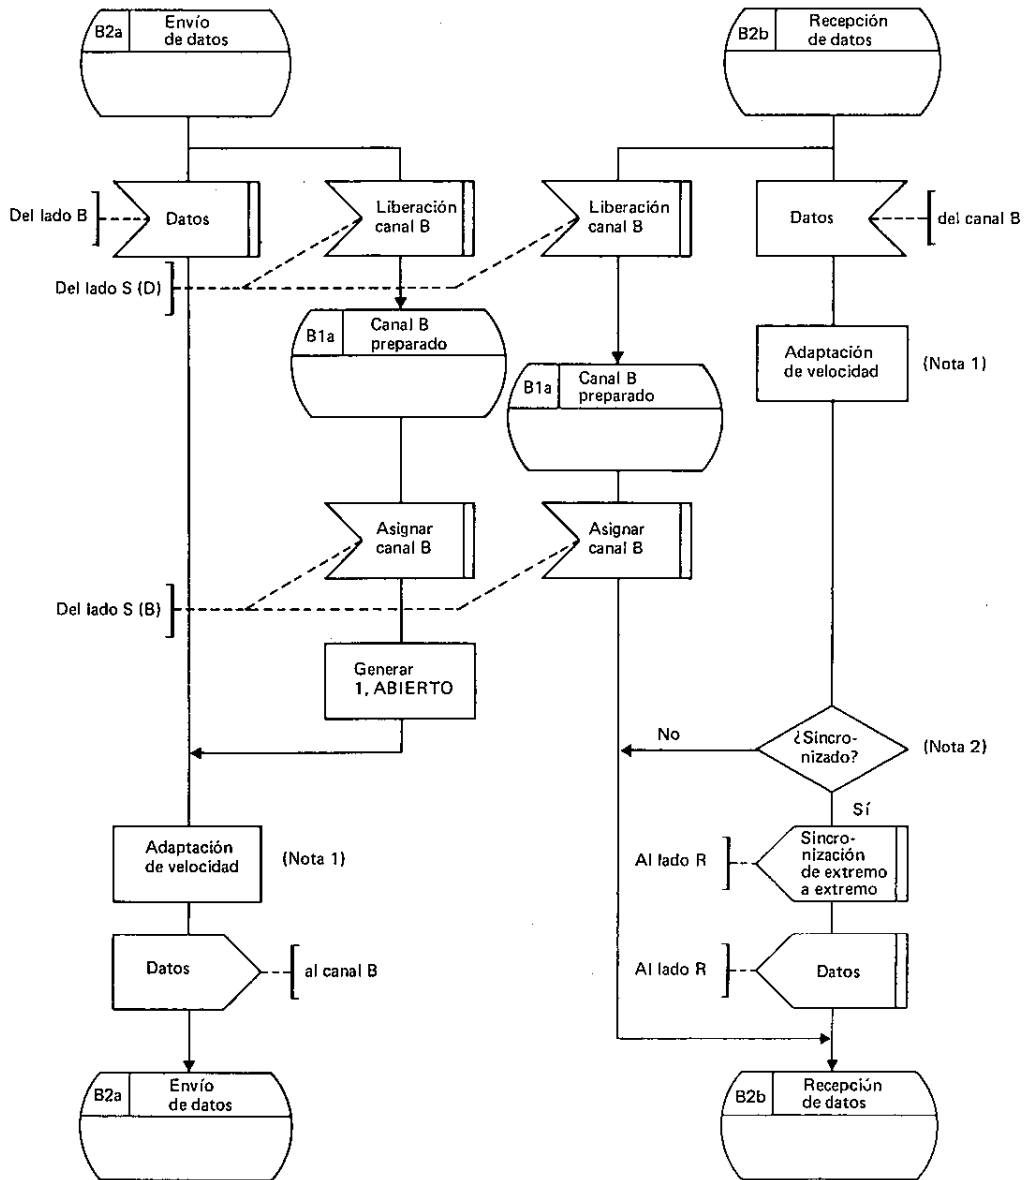 B2a
Envío
de datos
B2b
Recepción
de datos
Del lado B
Datos
Liberación
canal B
Liberación
canal B
Datos
del canal B
Del lado S (D)
B1a
Canal B
preparado
Adaptación
de velocidad
(Nota 1)
B1a
Canal B
preparado
Asignar
canal B
Asignar
canal B
Del lado S (B)
Generar
1, ABIERTO
No
¿Sincro-
nizado?
(Nota 2)
Sí
Adaptación
de velocidad
(Nota 1)
Al lado R
Sincro-
nización
de extremo
a extremo
Datos
al canal B
Al lado R
Datos
B2a
Envío
de datos
B2b
Recepción
de datos